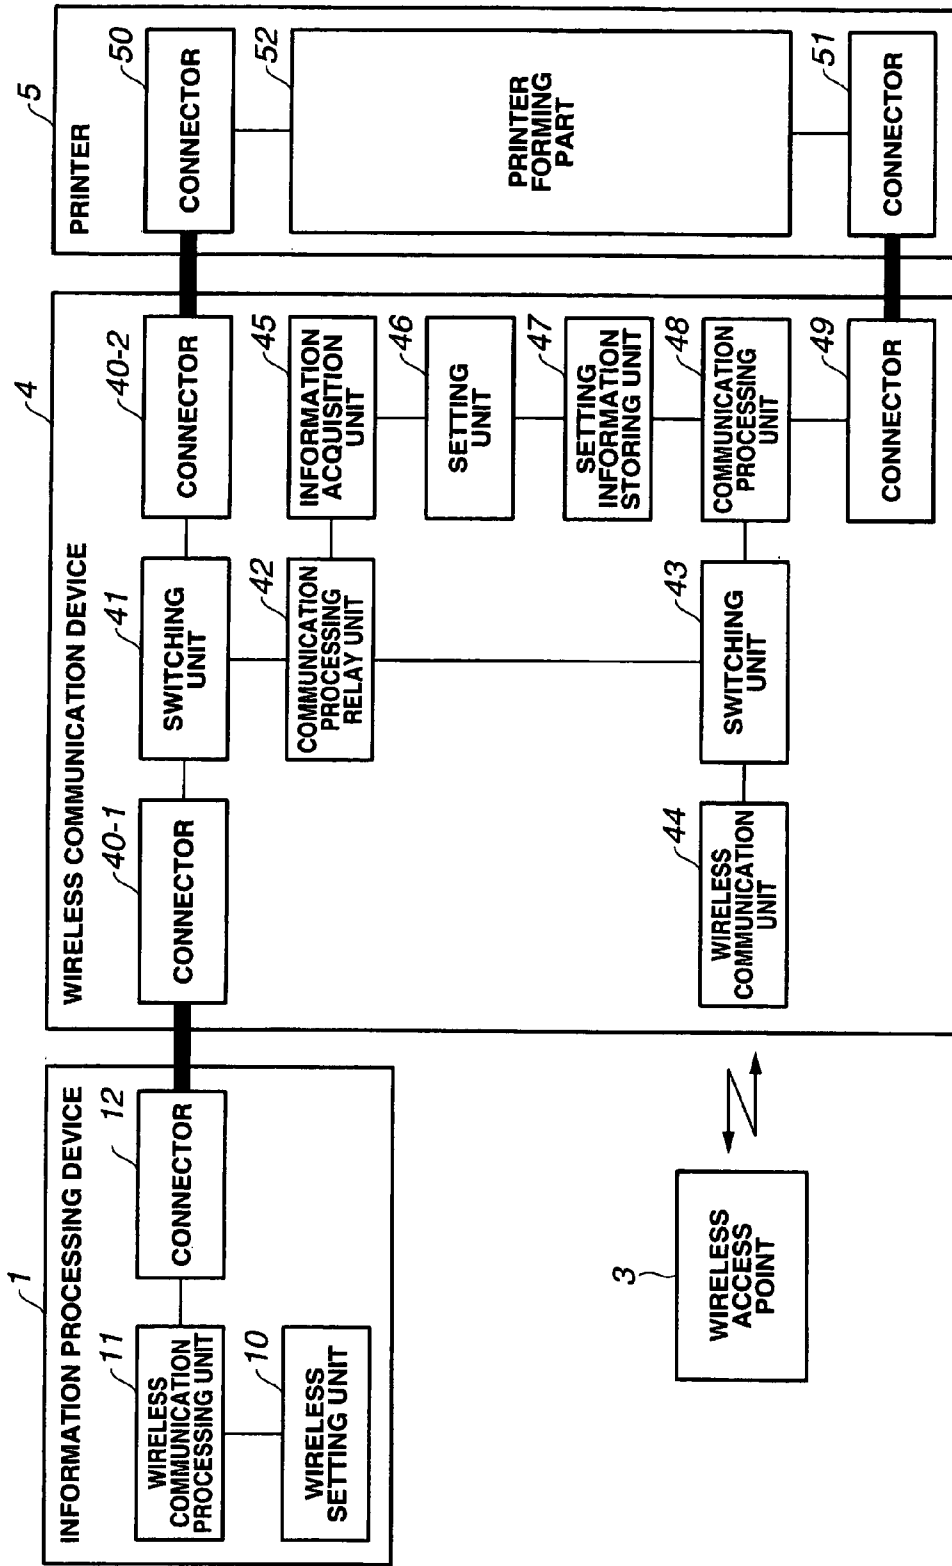 1
INFORMATION PROCESSING DEVICE
11
WIRELESS
COMMUNICATION
PROCESSING UNIT
10
WIRELESS
SETTING UNIT
12
CONNECTOR
3
WIRELESS
ACCESS
POINT
4
WIRELESS COMMUNICATION DEVICE
40-1
CONNECTOR
41
SWITCHING
UNIT
40-2
CONNECTOR
42
COMMUNICATION
PROCESSING
RELAY UNIT
45
INFORMATION
ACQUISITION
UNIT
46
SETTING
UNIT
47
SETTING
INFORMATION
STORING UNIT
44
WIRELESS
COMMUNICATION
UNIT
43
SWITCHING
UNIT
48
COMMUNICATION
PROCESSING
UNIT
49
CONNECTOR
5
PRINTER
50
CONNECTOR
52
PRINTER
FORMING
PART
51
CONNECTOR